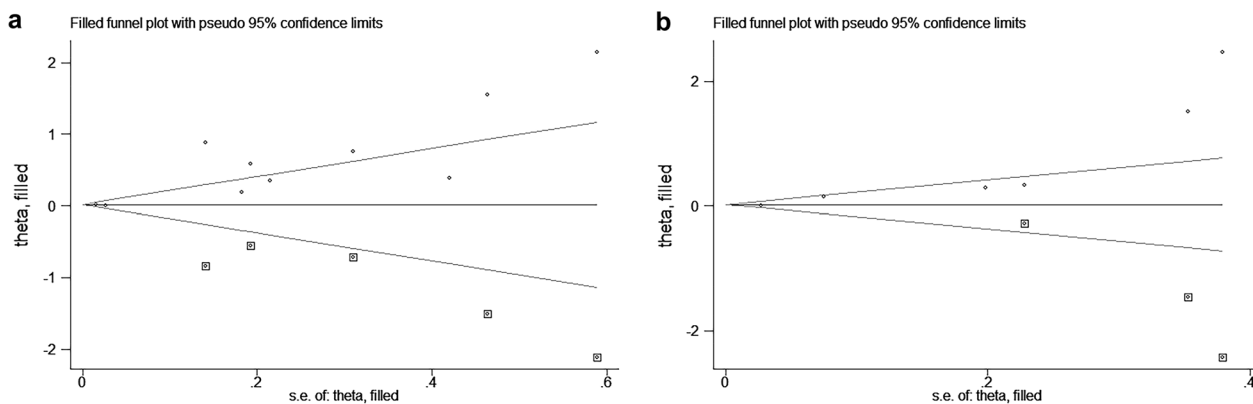 a
Filled funnel plot with pseudo 95% confidence limits
theta, filled
2
1
0
-1
-2
0
.2
.4
.6
s.e. of: theta, filled
b
Filled funnel plot with pseudo 95% confidence limits
theta, filled
2
0
-2
0
.2
.4
s.e. of: theta, filled